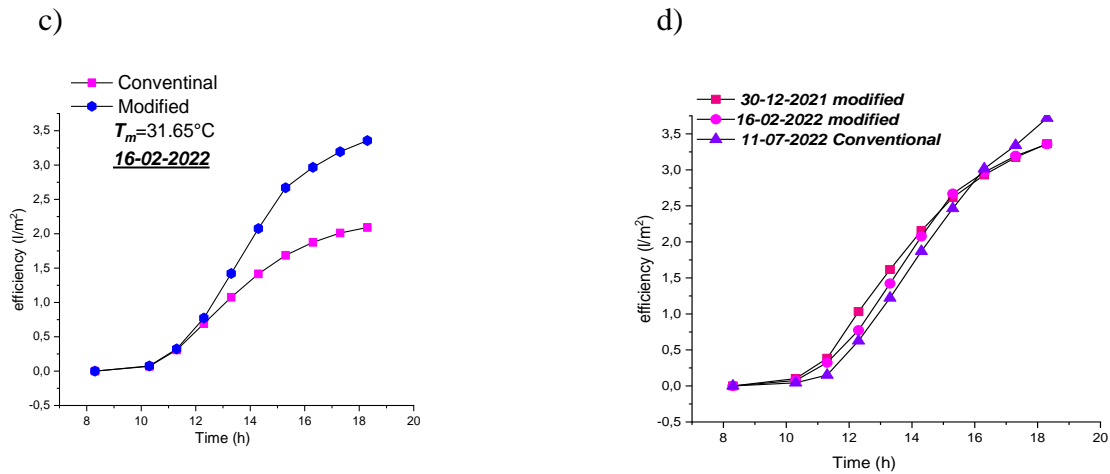 c)
Conventinal
Modified
Tm=31.65°C
16-02-2022
3,5
3,0
2,5
2,0
1,5
1,0
0,5
0,0
-0,5
efficiency (l/m²)
8 10 12 14 16 18 20
Time (h)
d)
30-12-2021 modified
16-02-2022 modified
11-07-2022 Conventional
3,5
3,0
2,5
2,0
1,5
1,0
0,5
0,0
-0,5
efficiency (l/m²)
8 10 12 14 16 18 20
Time (h)